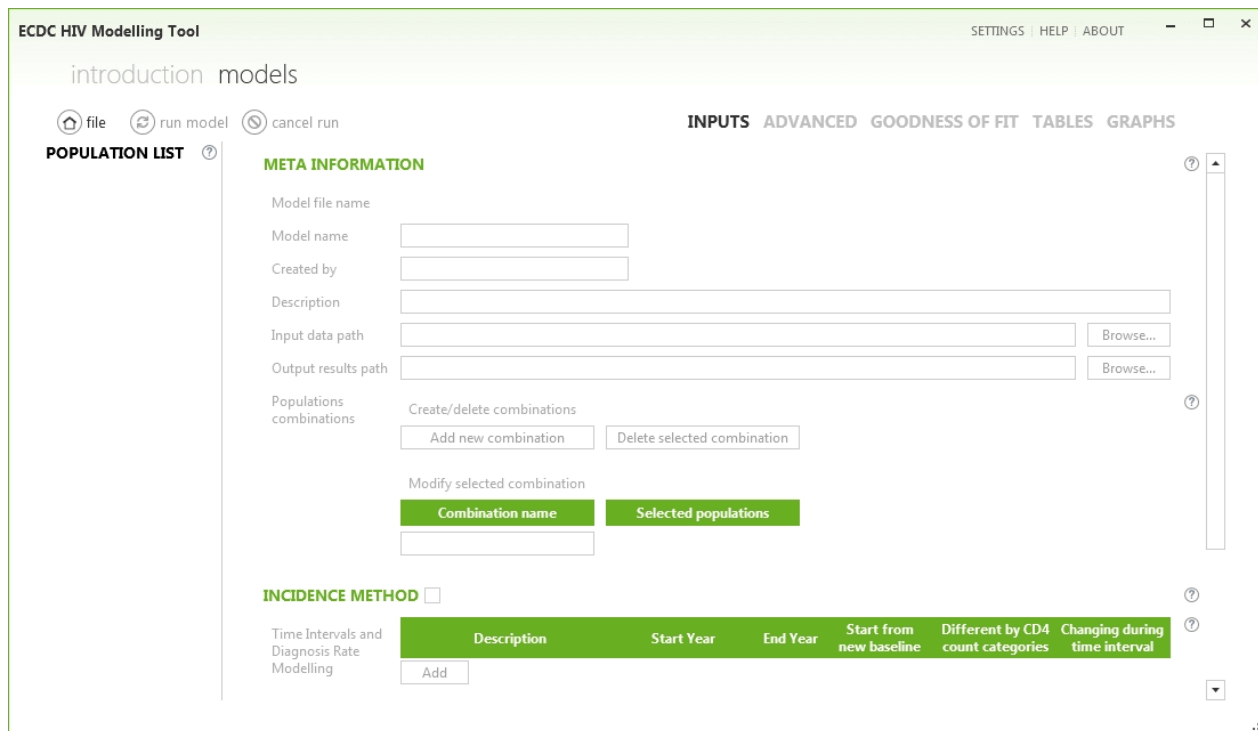 ECDC HIV Modelling Tool
SETTINGS | HELP | ABOUT
introduction models
file run model cancel run
INPUTS ADVANCED GOODNESS OF FIT TABLES GRAPHS
POPULATION LIST ?
META INFORMATION ?
Model file name
Model name
Created by
Description
Input data path Browse...
Output results path Browse...
Populations
combinations
?
Create/delete combinations
Add new combination Delete selected combination
Modify selected combination
Combination name Selected populations
INCIDENCE METHOD ?
Time Intervals and
Diagnosis Rate
Modelling
Description Start Year End Year Start from
new baseline Different by CD4
count categories Changing during
time interval ?
Add